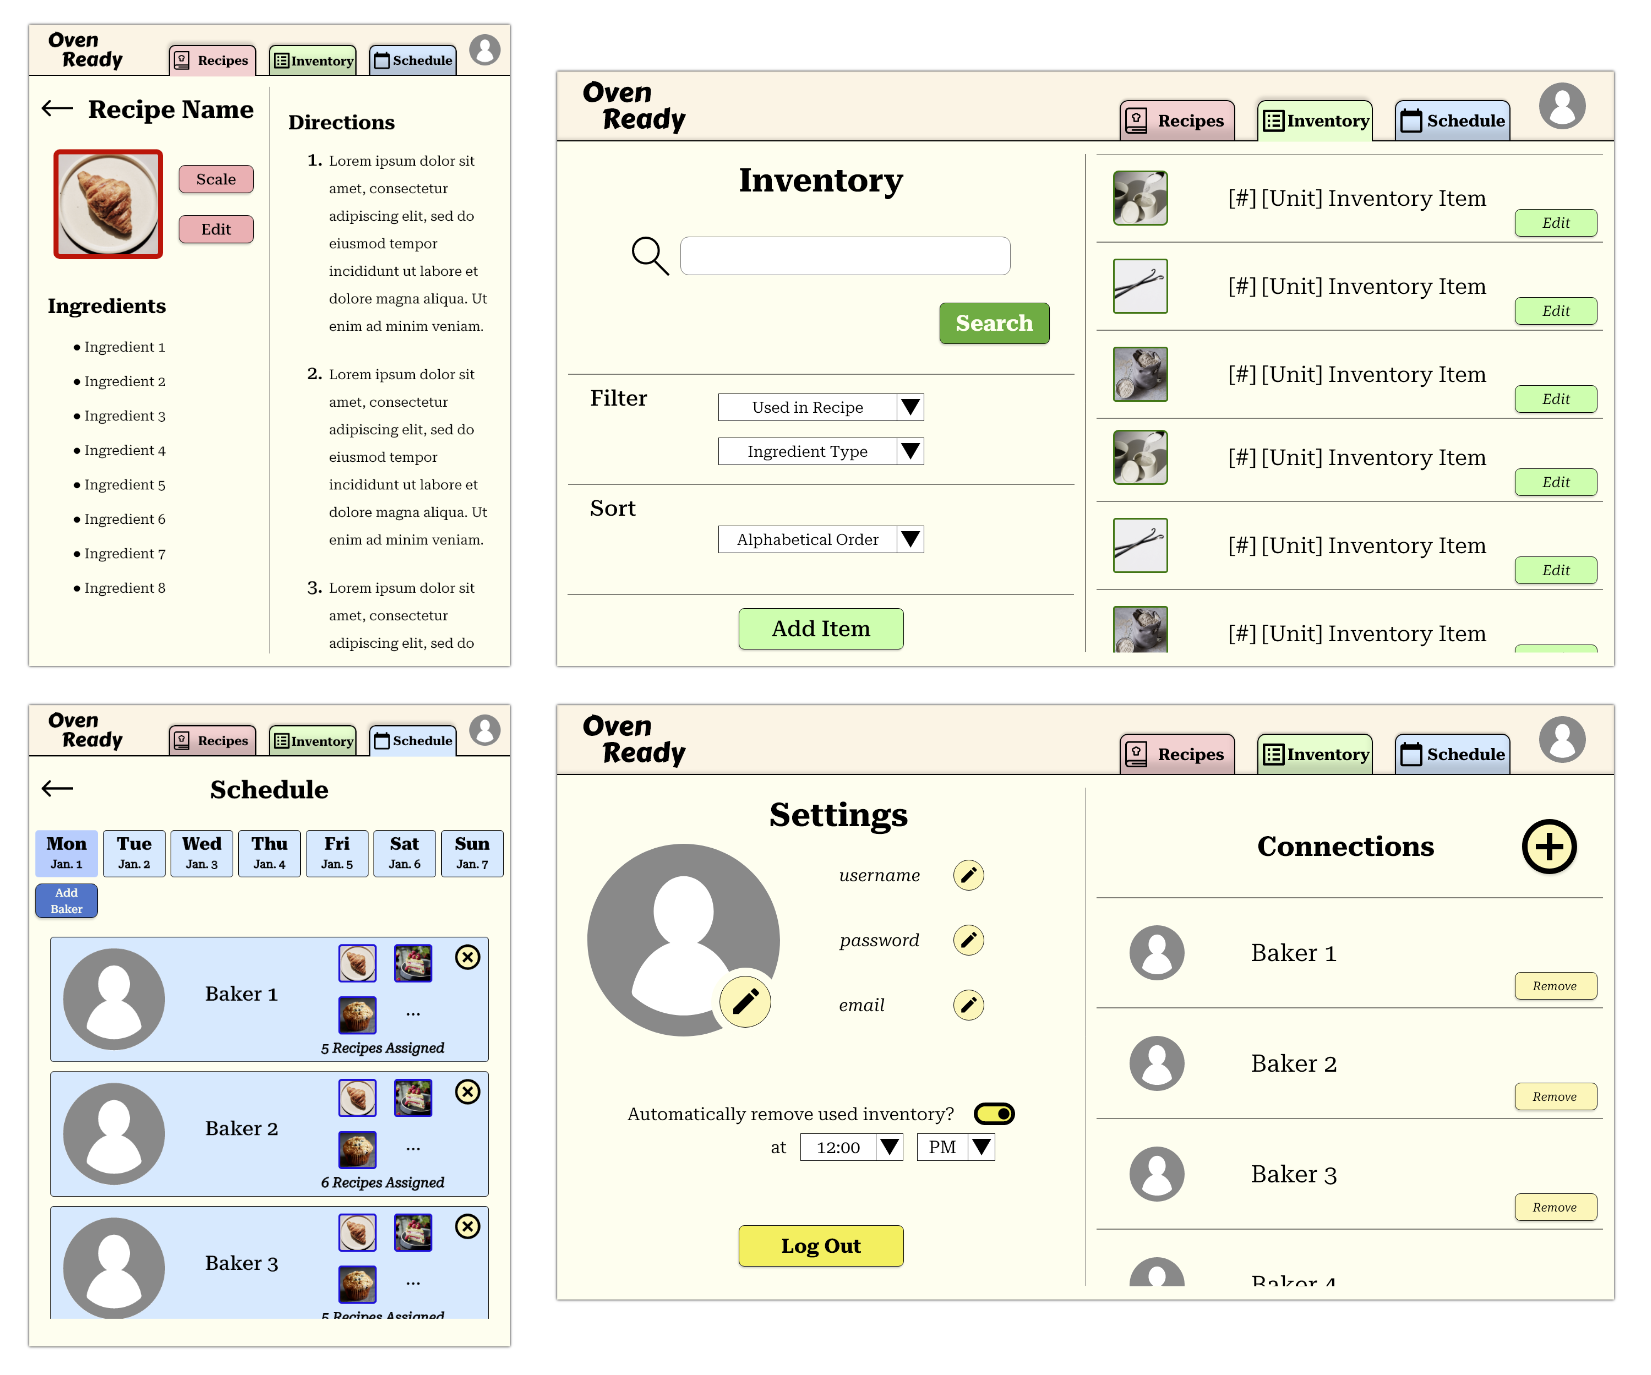 Oven
Ready
Recipes
Inventory
Schedule
Recipe Name
Scale
Edit
Ingredients
Ingredient 1
Ingredient 2
Ingredient 3
Ingredient 4
Ingredient 5
Ingredient 6
Ingredient 7
Ingredient 8
Directions
1. Lorem ipsum dolor sit
amet, consectetur
adipiscing elit, sed do
eiusmod tempor
incididunt ut labore et
dolore magna aliqua. Ut
enim ad minim veniam.
2. Lorem ipsum dolor sit
amet, consectetur
adipiscing elit, sed do
eiusmod tempor
incididunt ut labore et
dolore magna aliqua. Ut
enim ad minim veniam.
3. Lorem ipsum dolor sit
amet, consectetur
adipiscing elit, sed do
Oven
Ready
Recipes
Inventory
Schedule
Inventory
Search
Filter
Used in Recipe
Ingredient Type
Sort
Alphabetical Order
Add Item
[#] [Unit] Inventory Item
Edit
[#] [Unit] Inventory Item
Edit
[#] [Unit] Inventory Item
Edit
[#] [Unit] Inventory Item
Edit
[#] [Unit] Inventory Item
Edit
[#] [Unit] Inventory Item
Oven
Ready
Recipes
Inventory
Schedule
Schedule
Mon
Jan. 1
Tue
Jan. 2
Wed
Jan. 3
Thu
Jan. 4
Fri
Jan. 5
Sat
Jan. 6
Sun
Jan. 7
Add
Baker
Baker 1
...
5 Recipes Assigned
Baker 2
...
6 Recipes Assigned
Baker 3
...
5 Recipes Assigned
Oven
Ready
Recipes
Inventory
Schedule
Settings
username
password
email
Automatically remove used inventory?
at 12:00 PM
Log Out
Connections
Baker 1
Remove
Baker 2
Remove
Baker 3
Remove
Baker 4